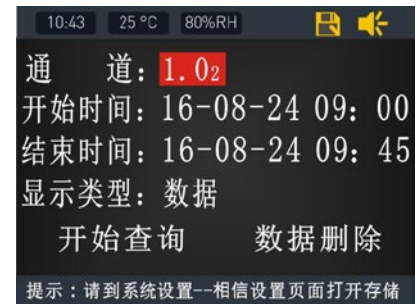 10:43 25 °C 80%RH
通 道：1.O₂
开始时间：16-08-24 09：00
结束时间：16-08-24 09：45
显示类型：数据
开始查询 数据删除
提示：请到系统设置--相信设置页面打开存储